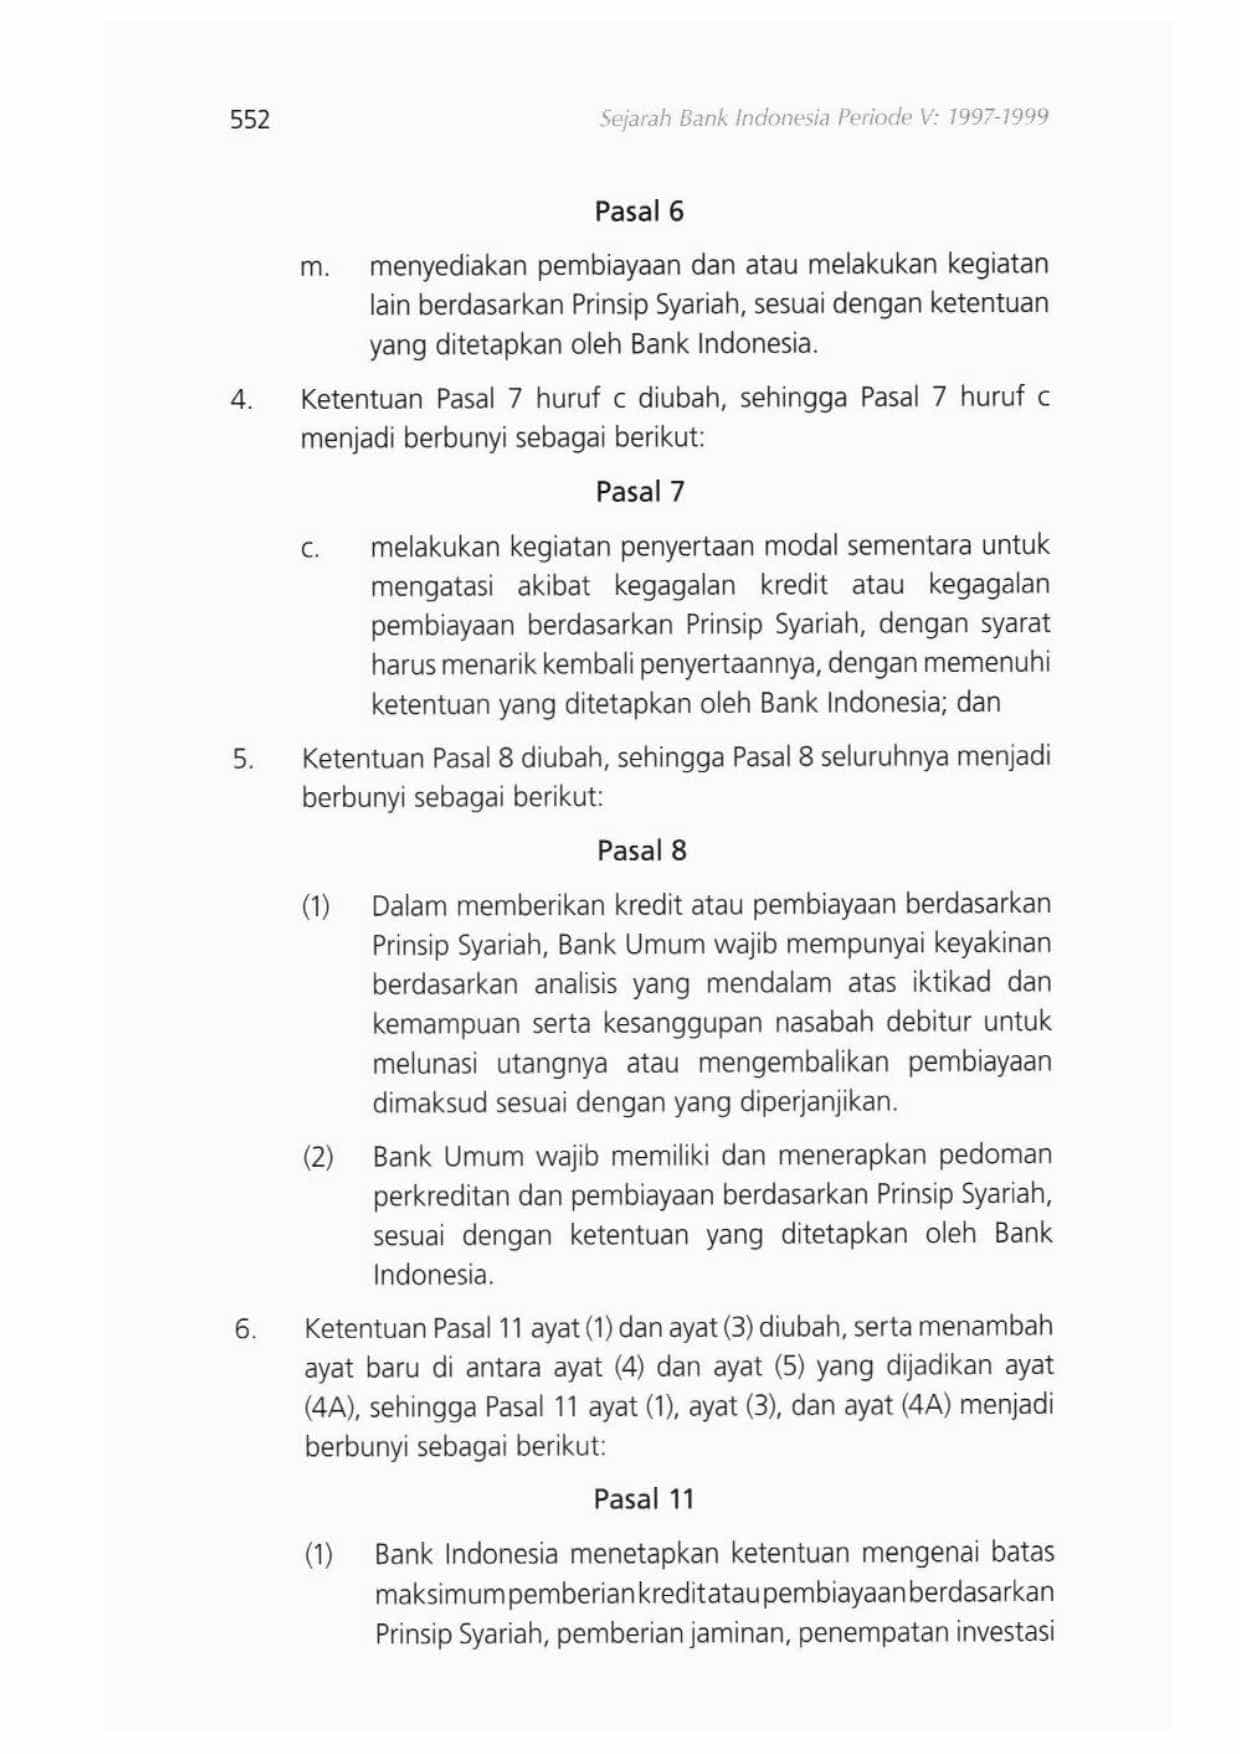 552 Sejarah Bank Indonesia Periode V: 1997-1999
Pasal 6
m. menyediakan pembiayaan dan atau melakukan kegiatan
lain berdasarkan Prinsip Syariah, sesuai dengan ketentuan
yang ditetapkan oleh Bank Indonesia.
4. Ketentuan Pasal 7 huruf c diubah, sehingga Pasal 7 huruf c
menjadi berbunyi sebagai berikut:
Pasal 7
c. melakukan kegiatan penyertaan modal sementara untuk
mengatasi akibat kegagalan kredit atau kegagalan
pembiayaan berdasarkan Prinsip Syariah, dengan syarat
harus menarik kembali penyertaannya, dengan memenuhi
ketentuan yang ditetapkan oleh Bank Indonesia; dan
5. Ketentuan Pasal 8 diubah, sehingga Pasal 8 seluruhnya menjadi
berbunyi sebagai berikut:
Pasal 8
(1) Dalam memberikan kredit atau pembiayaan berdasarkan
Prinsip Syariah, Bank Umum wajib mempunyai keyakinan
berdasarkan analisis yang mendalam atas iktikad dan
kemampuan serta kesanggupan nasabah debitur untuk
melunasi utangnya atau mengembalikan pembiayaan
dimaksud sesuai dengan yang diperjanjikan.
(2) Bank Umum wajib memiliki dan menerapkan pedoman
perkreditan dan pembiayaan berdasarkan Prinsip Syariah,
sesuai dengan ketentuan yang ditetapkan oleh Bank
Indonesia.
6. Ketentuan Pasal 11 ayat (1) dan ayat (3) diubah, serta menambah
ayat baru di antara ayat (4) dan ayat (5) yang dijadikan ayat
(4A), sehingga Pasal 11 ayat (1), ayat (3), dan ayat (4A) menjadi
berbunyi sebagai berikut:
Pasal 11
(1) Bank Indonesia menetapkan ketentuan mengenai batas
maksimum pemberian kredit atau pembiayaan berdasarkan
Prinsip Syariah, pemberian jaminan, penempatan investasi